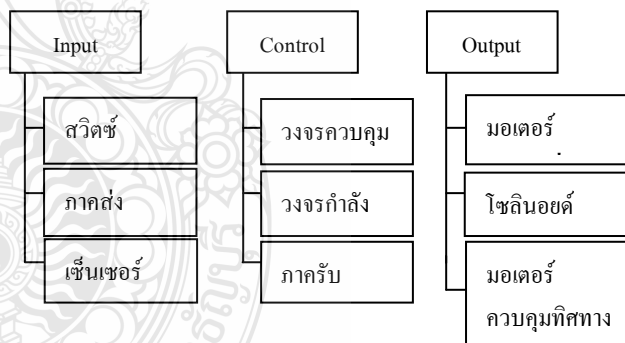 Input
สวิตซ์
ภาคส่ง
เซ็นเซอร์
Control
วงจรควบคุม
วงจรกำลัง
ภาครับ
Output
มอเตอร์
โซลินอยด์
มอเตอร์
ควบคุมทิศทาง